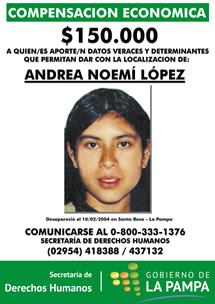 COMPENSACION ECONOMICA
$150.000
A QUIEN/ES APORTE/N DATOS VERACES Y DETERMINANTES
QUE PERMITAN DAR CON LA LOCALIZACION DE:
ANDREA NOEMÍ LÓPEZ
Desapareció el 10/02/2004 en Santa Rosa - La Pampa
COMUNICARSE AL 0-800-333-1376
SECRETARÍA DE DERECHOS HUMANOS
(02954) 418388 / 437132
Secretaría de
Derechos Humanos
GOBIERNO DE
LA PAMPA